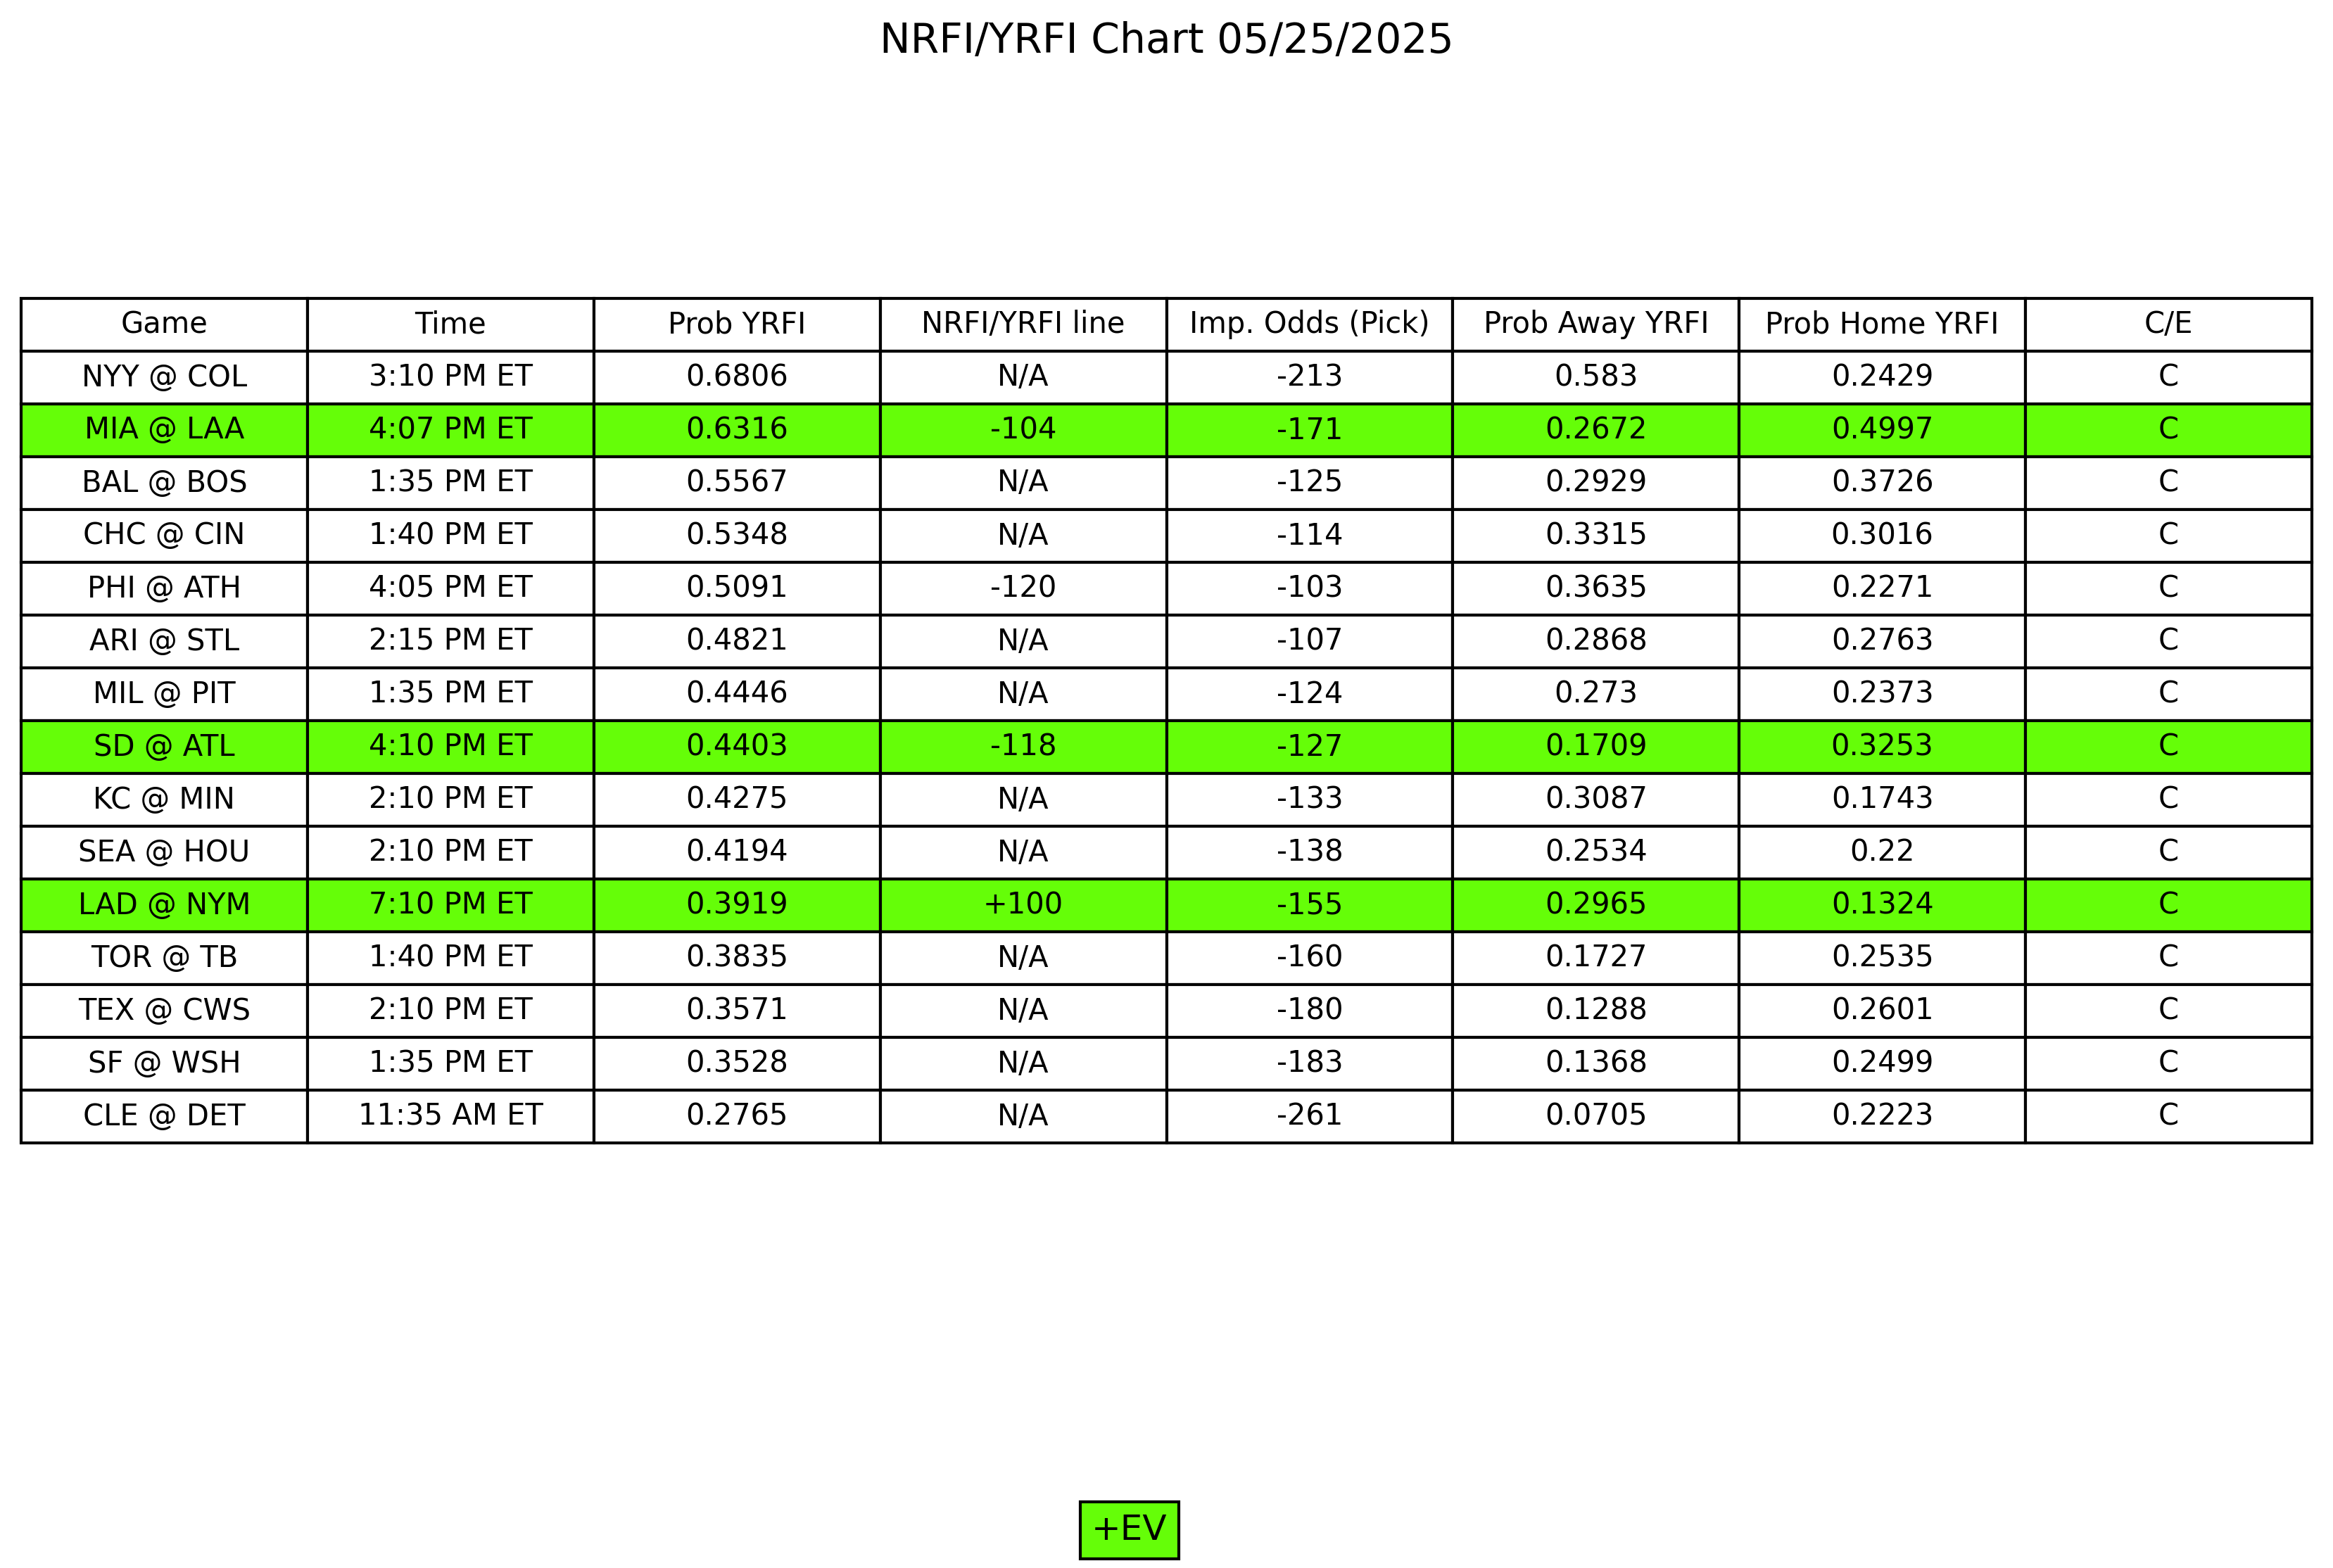 NRFI/YRFI Chart 05/25/2025
Game Time Prob YRFI NRFI/YRFI line Imp. Odds (Pick) Prob Away YRFI Prob Home YRFI C/E
NYY @ COL 3:10 PM ET 0.6806 N/A -213 0.583 0.2429 C
MIA @ LAA 4:07 PM ET 0.6316 -104 -171 0.2672 0.4997 C
BAL @ BOS 1:35 PM ET 0.5567 N/A -125 0.2929 0.3726 C
CHC @ CIN 1:40 PM ET 0.5348 N/A -114 0.3315 0.3016 C
PHI @ ATH 4:05 PM ET 0.5091 -120 -103 0.3635 0.2271 C
ARI @ STL 2:15 PM ET 0.4821 N/A -107 0.2868 0.2763 C
MIL @ PIT 1:35 PM ET 0.4446 N/A -124 0.273 0.2373 C
SD @ ATL 4:10 PM ET 0.4403 -118 -127 0.1709 0.3253 C
KC @ MIN 2:10 PM ET 0.4275 N/A -133 0.3087 0.1743 C
SEA @ HOU 2:10 PM ET 0.4194 N/A -138 0.2534 0.22 C
LAD @ NYM 7:10 PM ET 0.3919 +100 -155 0.2965 0.1324 C
TOR @ TB 1:40 PM ET 0.3835 N/A -160 0.1727 0.2535 C
TEX @ CWS 2:10 PM ET 0.3571 N/A -180 0.1288 0.2601 C
SF @ WSH 1:35 PM ET 0.3528 N/A -183 0.1368 0.2499 C
CLE @ DET 11:35 AM ET 0.2765 N/A -261 0.0705 0.2223 C
+EV